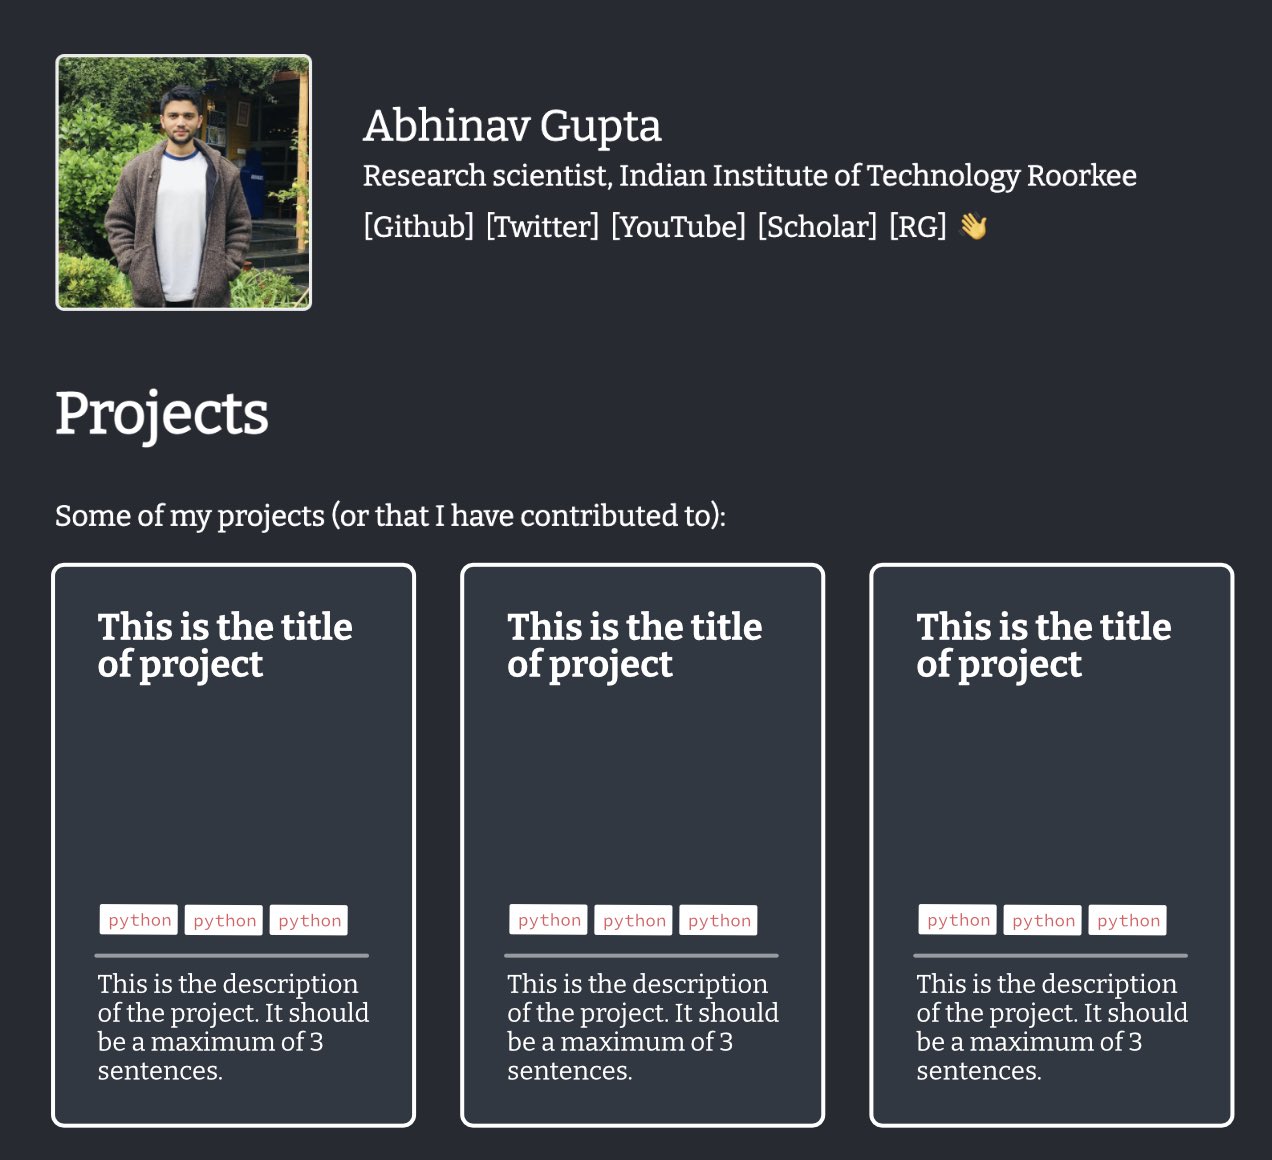 Abhinav Gupta
Research scientist, Indian Institute of Technology Roorkee
[Github] [Twitter] [YouTube] [Scholar] [RG] 👋
Projects
Some of my projects (or that I have contributed to):
This is the title
of project
python python python
This is the description
of the project. It should
be a maximum of 3
sentences.
This is the title
of project
python python python
This is the description
of the project. It should
be a maximum of 3
sentences.
This is the title
of project
python python python
This is the description
of the project. It should
be a maximum of 3
sentences.